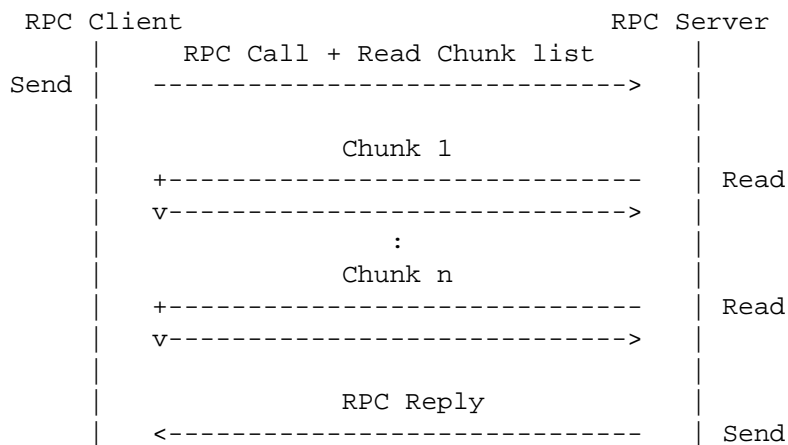 RPC Client                           RPC Server
    |     RPC Call + Read Chunk list     |
Send |   ------------------------------>   |
    |                                     |
    |               Chunk 1               |
    |   +------------------------------   | Read
    |   v----------------------------->   |
    |                  :                  |
    |               Chunk n               |
    |   +------------------------------   | Read
    |   v----------------------------->   |
    |                                     |
    |              RPC Reply              |
    |   <------------------------------   | Send